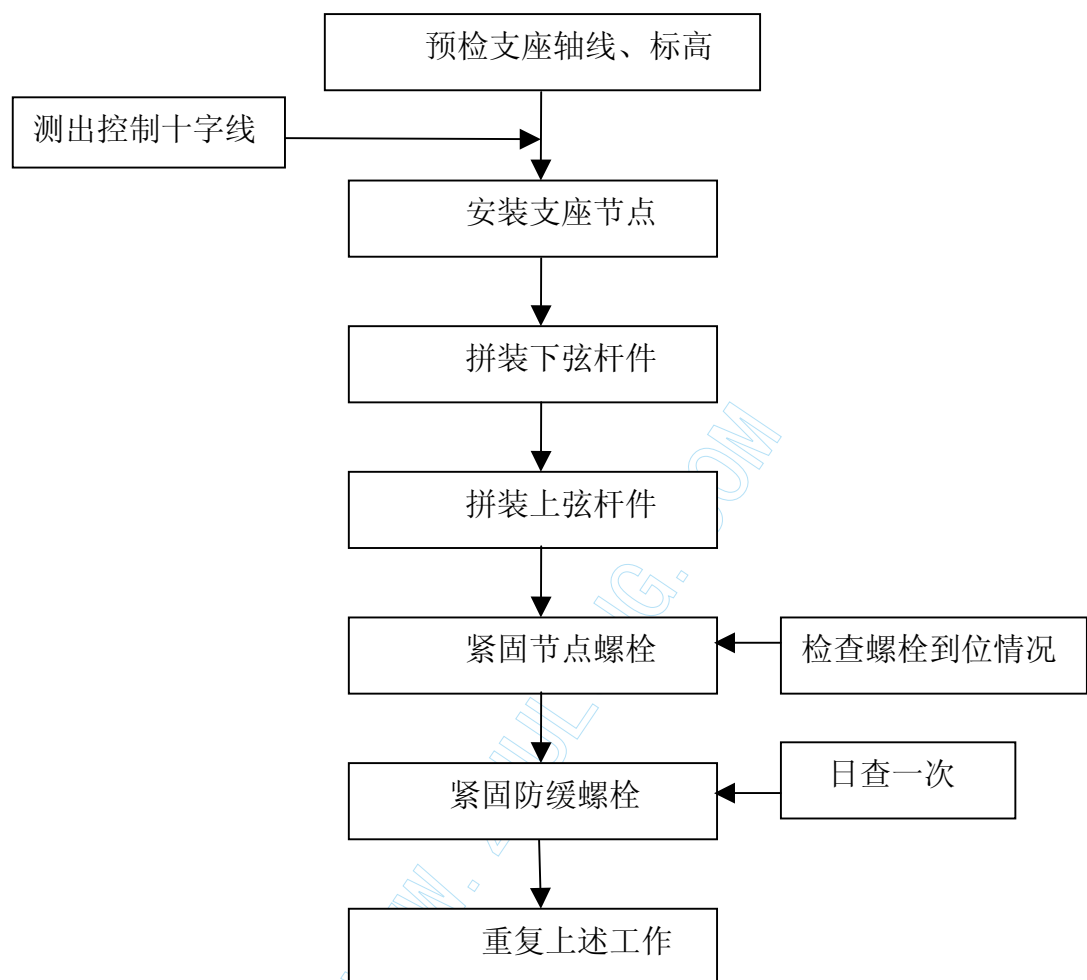 预检支座轴线、标高
测出控制十字线
安装支座节点
拼装下弦杆件
拼装上弦杆件
紧固节点螺栓
检查螺栓到位情况
日查一次
紧固防缓螺栓
重复上述工作